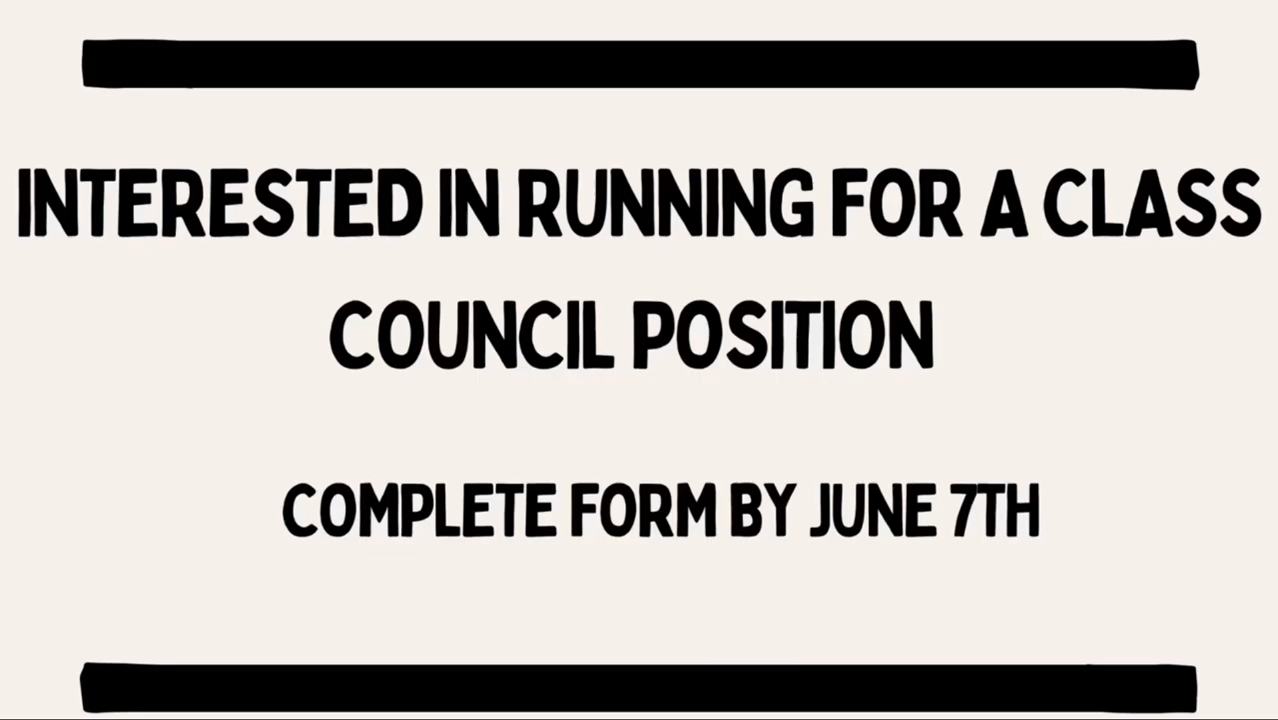 INTERESTED IN RUNNING FOR A CLASS
COUNCIL POSITION
COMPLETE FORM BY JUNE 7TH